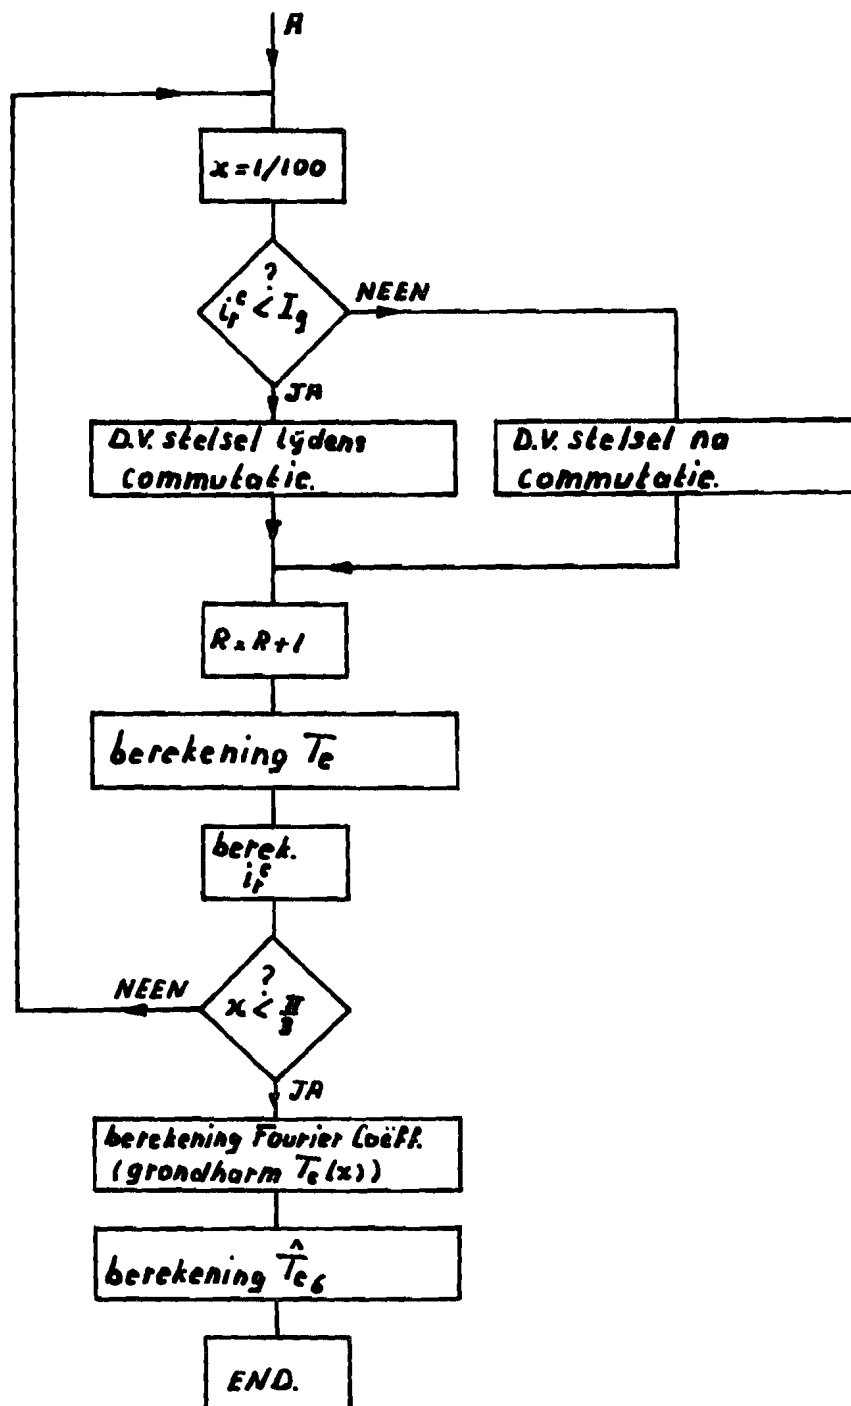 R
x = 1/100
?
i_r^c < I_g
NEEN
JA
D.V. stelsel tijdens
commutatie.
D.V. stelsel na
commutatie.
R = R + 1
berekening T_e
berek.
i_r^c
?
NEEN
x < π/3
JA
berekening Fourier Coëff.
(grondharm T_e(x))
berekening T̂_e6
END.